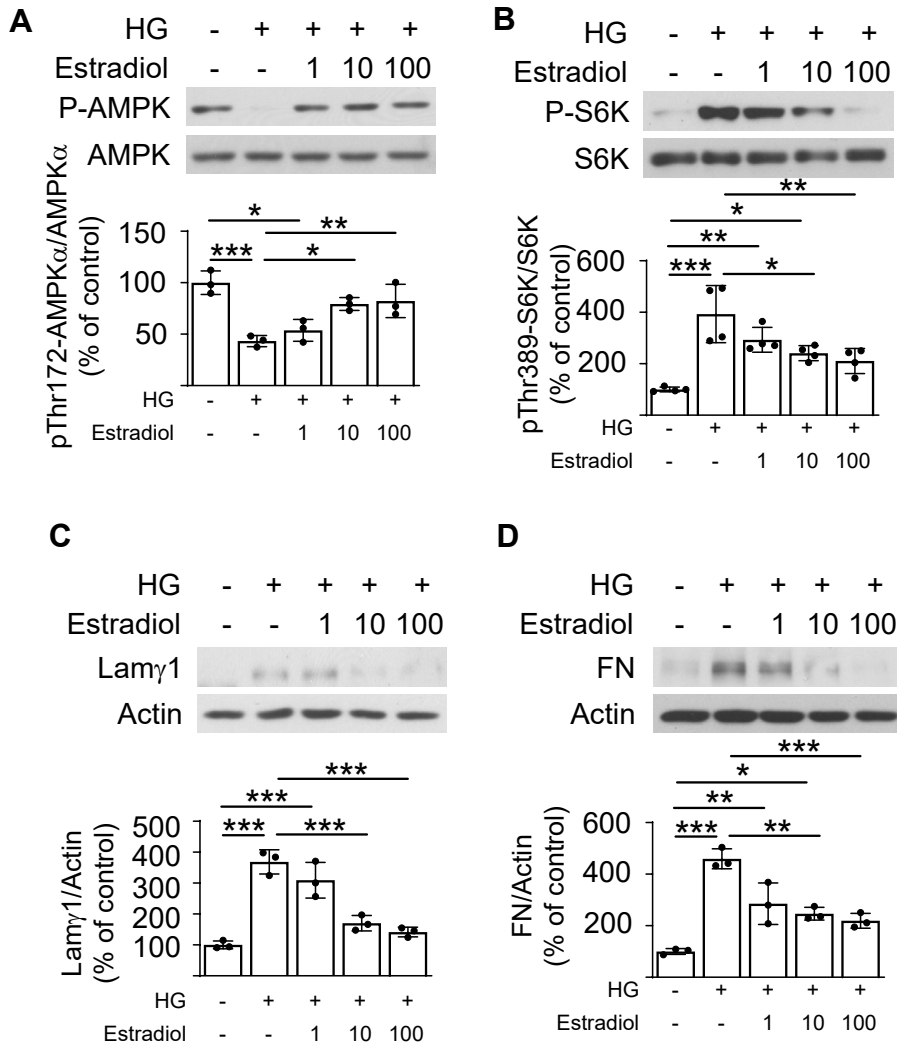 A
HG - + + + +
Estradiol - - 1 10 100
P-AMPK
AMPK
pThr172-AMPKα/AMPKα
(% of control)
150
100
50
* ** *** *
HG - + + + +
Estradiol - - 1 10 100
B
HG - + + + +
Estradiol - - 1 10 100
P-S6K
S6K
pThr389-S6K/S6K
(% of control)
600
400
200
**
*
**
*** *
HG - + + + +
Estradiol - - 1 10 100
C
HG - + + + +
Estradiol - - 1 10 100
Lamγ1
Actin
Lamγ1/Actin
(% of control)
500
400
300
200
100
***
***
*** ***
HG - + + + +
Estradiol - - 1 10 100
D
HG - + + + +
Estradiol - - 1 10 100
FN
Actin
FN/Actin
(% of control)
600
400
200
***
*
**
*** **
HG - + + + +
Estradiol - - 1 10 100